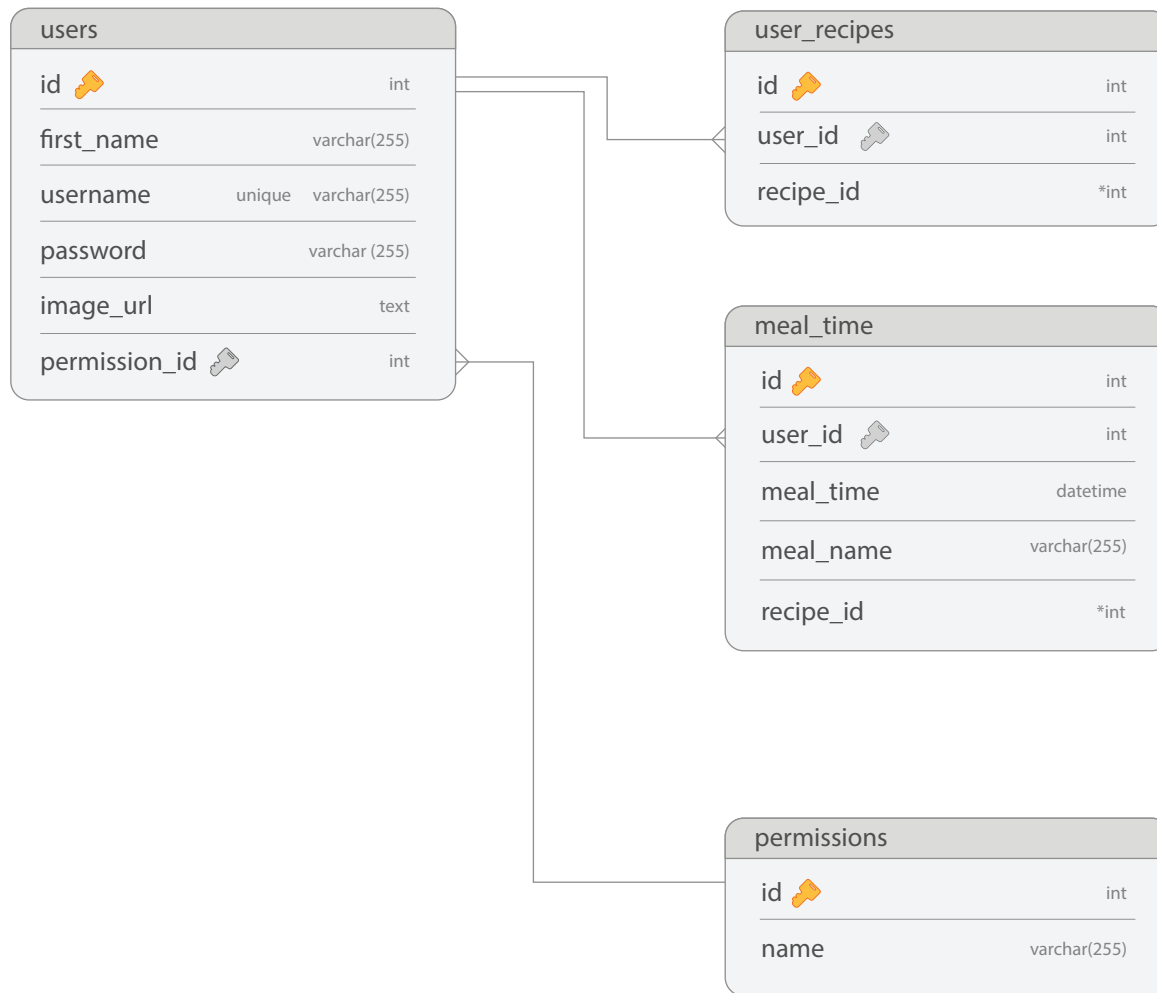 users
id int
first_name varchar(255)
username unique varchar(255)
password varchar (255)
image_url text
permission_id int
user_recipes
id int
user_id int
recipe_id *int
meal_time
id int
user_id int
meal_time datetime
meal_name varchar(255)
recipe_id *int
permissions
id int
name varchar(255)